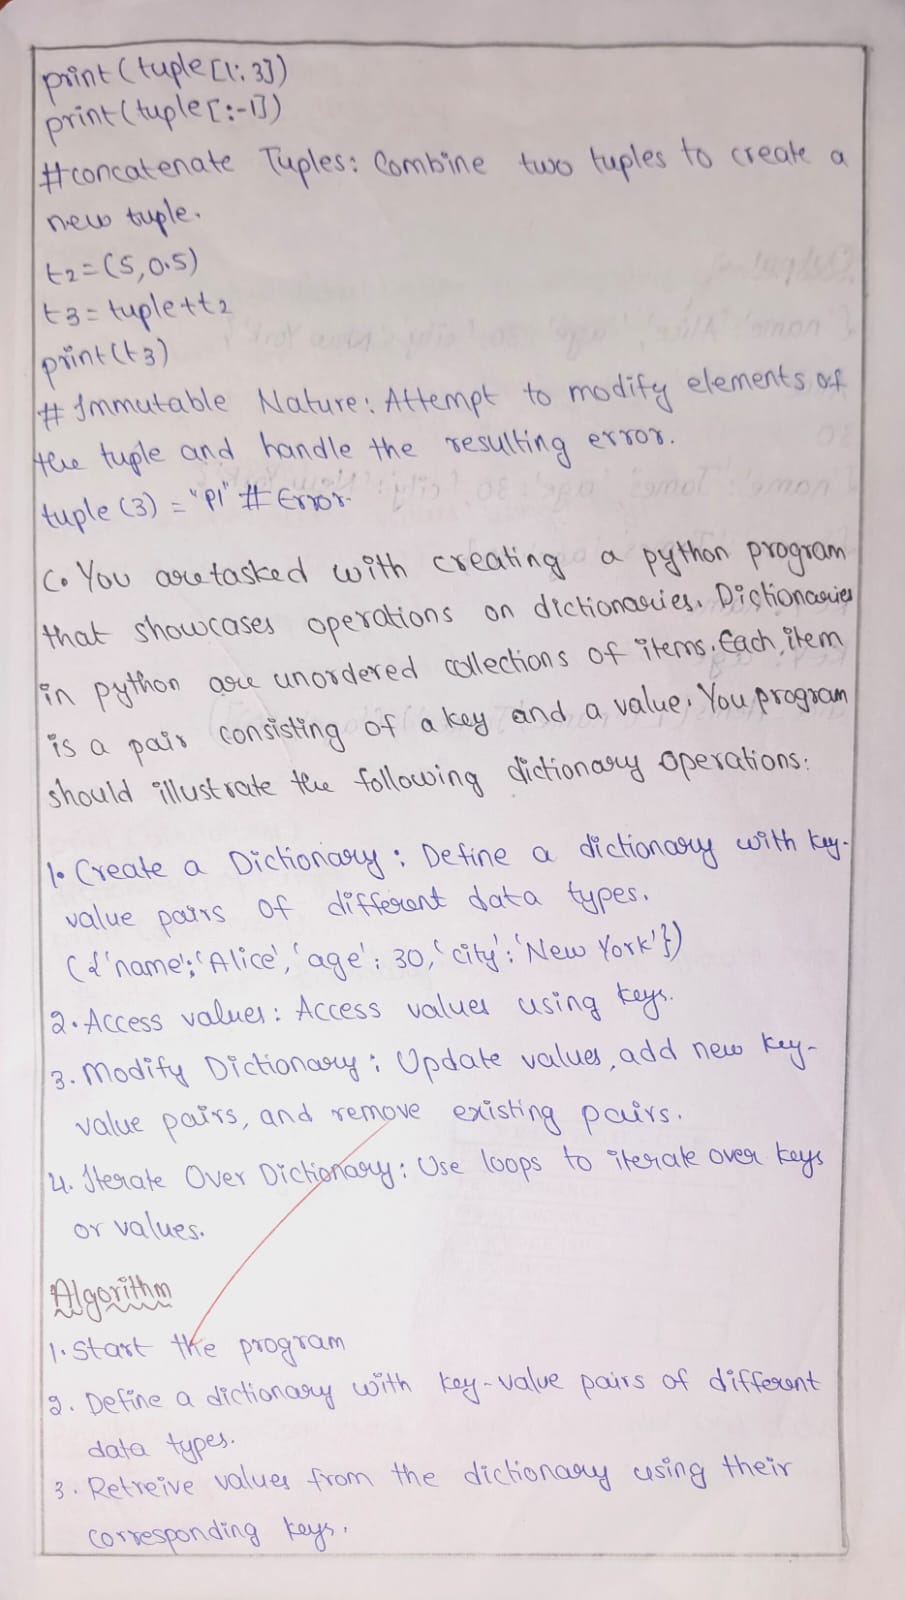 print(tuple[1:3])
print(tuple[:-1])
#concatenate Tuples: Combine two tuples to create a
new tuple.
t2=(5,0.5)
t3=tuple+t2
print(t3)
# Immutable Nature: Attempt to modify elements of
the tuple and handle the resulting error.
tuple(3)="P1" # Error
C. You are tasked with creating a python program
that showcases operations on dictionaries. Dictionaries
in python are unordered collections of items. Each item
is a pair consisting of a key and a value. You program
should illustrate the following dictionary operations:
1. Create a Dictionary: Define a dictionary with key-
value pairs of different data types.
({'name':'Alice','age':30,'city':'New York'})
2. Access values: Access values using keys.
3. Modify Dictionary: Update values, add new key-
value pairs, and remove existing pairs.
4. Iterate Over Dictionary: Use loops to iterate over keys
or values.
Algorithm
1. Start the program
2. Define a dictionary with key-value pairs of different
data types.
3. Retreive values from the dictionary using their
corresponding keys.